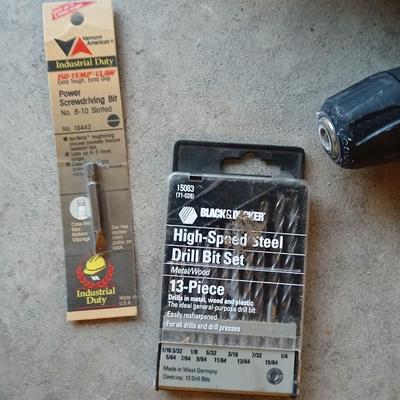 Vermont
American®
Industrial Duty
ISO-TEMP® CLAW
Extra Tough, Extra Grip
Power
Screwdriving Bit
No. 8-10 Slotted
No. 18442
Industrial
Duty
Made in
U.S.A.
15083
(71-028)
BLACK & DECKER
High-Speed Steel
Drill Bit Set
Metal/Wood
13-Piece
Drills in metal, wood and plastic
The ideal general-purpose drill bit
Easily resharpened
For all drills and drill presses
1/16 3/32 1/8 5/32 3/16 7/32 1/4
5/64 7/64 9/64 11/64 13/64 15/64
Made in West Germany
Contains: 13 Drill Bits